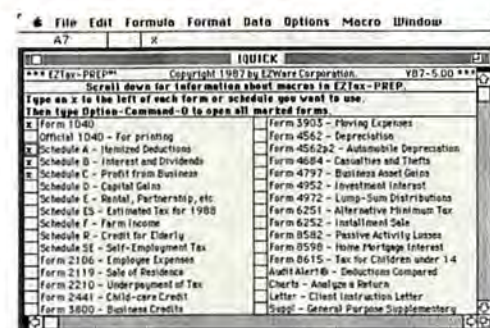 File Edit Formula Format Data Options Macro Window
A7 x
!QUICK
*** EZTax-PREP™ Copyright 1987 by EZWare Corporation. Y87-5.00 ***
Scroll down for information about macros in EZTax-PREP.
Type an x to the left of each form or schedule you want to use.
Then type Option-Command-O to open all marked forms.
x Form 1040
Official 1040 - For printing
x Schedule A - Itemized Deductions
x Schedule B - Interest and Dividends
x Schedule C - Profit from Business
Schedule D - Capital Gains
Schedule E - Rental, Partnership, etc
Schedule ES - Estimated Tax for 1988
Schedule F - Farm Income
Schedule R - Credit for Elderly
Schedule SE - Self-Employment Tax
Form 2106 - Employee Expenses
Form 2119 - Sale of Residence
Form 2210 - Underpayment of Tax
Form 2441 - Child-care Credit
Form 3800 - Business Credits
Form 3903 - Moving Expenses
Form 4562 - Depreciation
Form 4562p2 - Automobile Depreciation
Form 4684 - Casualties and Thefts
Form 4797 - Business Asset Gains
Form 4952 - Investment Interest
Form 4972 - Lump-Sum Distributions
Form 6251 - Alternative Minimum Tax
Form 6252 - Installment Sale
Form 8582 - Passive Activity Losses
Form 8598 - Home Mortgage Interest
Form 8615 - Tax for Children under 14
Audit Alert® - Deductions Compared
Charts - Analyze a Return
Letter - Client Instruction Letter
Suppl - General Purpose Supplementary